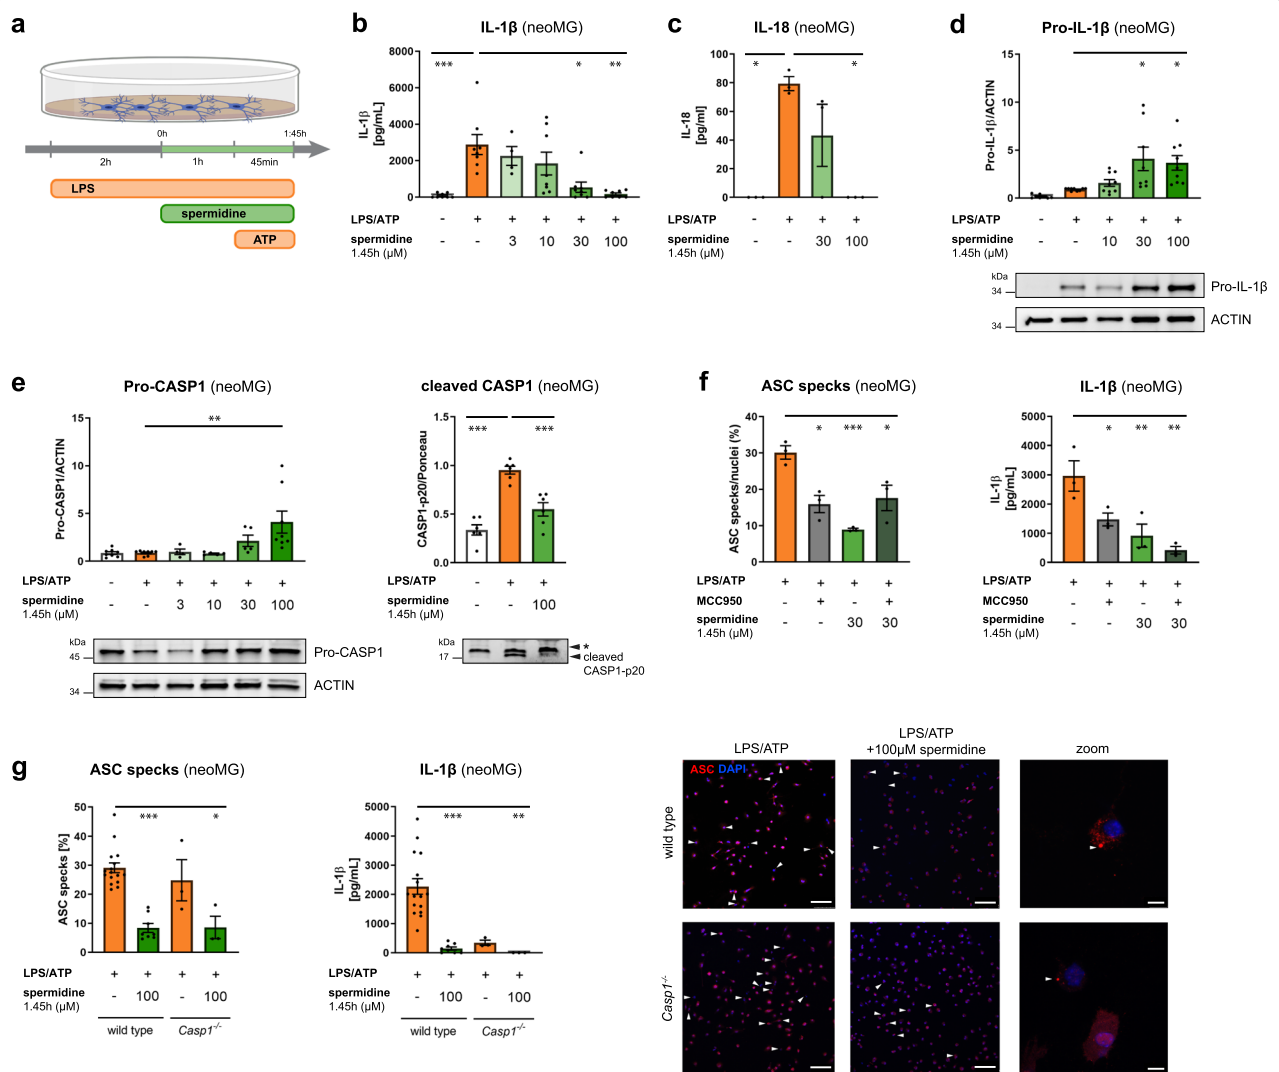 a
0h
1:45h
2h
1h
45min
LPS
spermidine
ATP
b
IL-1β (neoMG)
IL-1β
[pg/mL]
8000
6000
4000
2000
0
***
*
**
LPS/ATP - + + + + +
spermidine - - 3 10 30 100
1.45h (µM)
c
IL-18 (neoMG)
IL-18
[pg/ml]
100
80
60
40
20
0
*
*
LPS/ATP - + + +
spermidine - - 30 100
1.45h (µM)
d
Pro-IL-1β (neoMG)
Pro-IL-1β/ACTIN
15
10
5
0
*
*
LPS/ATP - + + + +
spermidine - - 10 30 100
1.45h (µM)
kDa
34
Pro-IL-1β
34
ACTIN
e
Pro-CASP1 (neoMG)
Pro-CASP1/ACTIN
15
10
5
0
**
LPS/ATP - + + + + +
spermidine - - 3 10 30 100
1.45h (µM)
kDa
45
Pro-CASP1
34
ACTIN
cleaved CASP1 (neoMG)
CASP1-p20/Ponceau
1.5
1.0
0.5
0.0
***
***
LPS/ATP - + +
spermidine - - 100
1.45h (µM)
kDa
17
*
cleaved
CASP1-p20
f
ASC specks (neoMG)
ASC specks/nuclei (%)
40
30
20
10
0
*
***
*
LPS/ATP + + + +
MCC950 - + - +
spermidine - - 30 30
1.45h (µM)
IL-1β (neoMG)
IL-1β
[pg/mL]
5000
4000
3000
2000
1000
0
*
**
**
LPS/ATP + + + +
MCC950 - + - +
spermidine - - 30 30
1.45h (µM)
g
ASC specks (neoMG)
ASC specks [%]
50
40
30
20
10
0
***
*
LPS/ATP + + + +
spermidine - 100 - 100
1.45h (µM)
wild type
Casp1-/-
IL-1β (neoMG)
IL-1β
[pg/mL]
5000
4000
3000
2000
1000
0
***
**
LPS/ATP + + + +
spermidine - 100 - 100
1.45h (µM)
wild type
Casp1-/-
LPS/ATP
LPS/ATP
+100µM spermidine
zoom
ASC DAPI
wild type
Casp1-/-